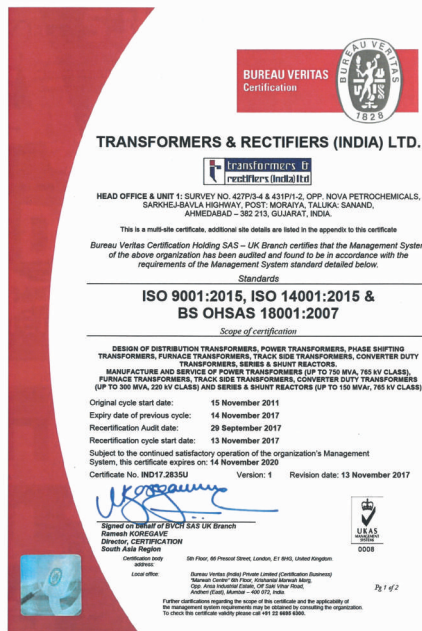 BUREAU VERITAS
Certification
BUREAU VERITAS
1828
TRANSFORMERS & RECTIFIERS (INDIA) LTD.
transformers &
rectifiers (india) ltd
HEAD OFFICE & UNIT 1: SURVEY NO. 427P/3-4 & 431P/1-2, OPP. NOVA PETROCHEMICALS,
SARKHEJ-BAVLA HIGHWAY, POST: MORAIYA, TALUKA: SANAND,
AHMEDABAD – 382 213, GUJARAT, INDIA.
This is a multi-site certificate, additional site details are listed in the appendix to this certificate
Bureau Veritas Certification Holding SAS – UK Branch certifies that the Management System
of the above organization has been audited and found to be in accordance with the
requirements of the Management System standard detailed below.
Standards
ISO 9001:2015, ISO 14001:2015 &
BS OHSAS 18001:2007
Scope of certification
DESIGN OF DISTRIBUTION TRANSFORMERS, POWER TRANSFORMERS, PHASE SHIFTING
TRANSFORMERS, FURNACE TRANSFORMERS, TRACK SIDE TRANSFORMERS, CONVERTER DUTY
TRANSFORMERS, SERIES & SHUNT REACTORS.
MANUFACTURE AND SERVICE OF POWER TRANSFORMERS (UP TO 750 MVA, 765 kV CLASS),
FURNACE TRANSFORMERS, TRACK SIDE TRANSFORMERS, CONVERTER DUTY TRANSFORMERS
(UP TO 300 MVA, 220 kV CLASS) AND SERIES & SHUNT REACTORS (UP TO 150 MVAr, 765 kV CLASS)
Original cycle start date: 15 November 2011
Expiry date of previous cycle: 14 November 2017
Recertification Audit date: 29 September 2017
Recertification cycle start date: 13 November 2017
Subject to the continued satisfactory operation of the organization's Management
System, this certificate expires on: 14 November 2020
Certificate No. IND17.2835U Version: 1 Revision date: 13 November 2017
Signed on behalf of BVCH SAS UK Branch
Ramesh KOREGAVE
Director, CERTIFICATION
South Asia Region
UKAS
MANAGEMENT
SYSTEMS
0008
Certification body
address: 5th Floor, 66 Prescot Street, London, E1 8HG, United Kingdom.
Local office: Bureau Veritas (India) Private Limited (Certification Business)
"Marwah Centre" 6th Floor, Krishanlal Marwah Marg,
Opp. Ansa Industrial Estate, Off Saki Vihar Road,
Andheri (East), Mumbai – 400 072, India.
Pg 1 of 2
Further clarifications regarding the scope of this certificate and the applicability of
the management system requirements may be obtained by consulting the organization.
To check this certificate validity please call +91 22 6695 6300.